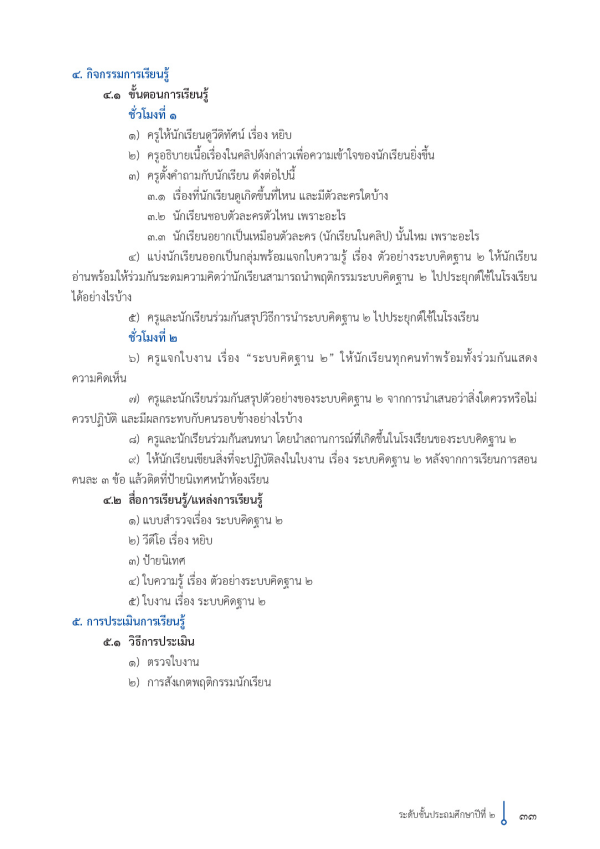 ๔. กิจกรรมการเรียนรู้
๔.๑ ขั้นตอนการเรียนรู้
ชั่วโมงที่ ๑
๑) ครูให้นักเรียนดูวีดิทัศน์ เรื่อง หยิบ
๒) ครูอธิบายเนื้อเรื่องในคลิปดังกล่าวเพื่อความเข้าใจของนักเรียนยิ่งขึ้น
๓) ครูตั้งคำถามกับนักเรียน ดังต่อไปนี้
๓.๑ เรื่องที่นักเรียนดูเกิดขึ้นที่ไหน และมีตัวละครใดบ้าง
๓.๒ นักเรียนชอบตัวละครตัวไหน เพราะอะไร
๓.๓ นักเรียนอยากเป็นเหมือนตัวละคร (นักเรียนในคลิป) นั้นไหม เพราะอะไร
๔) แบ่งนักเรียนออกเป็นกลุ่มพร้อมแจกใบความรู้ เรื่อง ตัวอย่างระบบคิดฐาน ๒ ให้นักเรียน
อ่านพร้อมให้ร่วมกันระดมความคิดว่านักเรียนสามารถนำพฤติกรรมระบบคิดฐาน ๒ ไปประยุกต์ใช้ในโรงเรียน
ได้อย่างไรบ้าง
๕) ครูและนักเรียนร่วมกันสรุปวิธีการนำระบบคิดฐาน ๒ ไปประยุกต์ใช้ในโรงเรียน
ชั่วโมงที่ ๒
๖) ครูแจกใบงาน เรื่อง “ระบบคิดฐาน ๒” ให้นักเรียนทุกคนทำพร้อมทั้งร่วมกันแสดง
ความคิดเห็น
๗) ครูและนักเรียนร่วมกันสรุปตัวอย่างของระบบคิดฐาน ๒ จากการนำเสนอว่าสิ่งใดควรหรือไม่
ควรปฏิบัติ และมีผลกระทบกับคนรอบข้างอย่างไรบ้าง
๘) ครูและนักเรียนร่วมกันสนทนา โดยนำสถานการณ์ที่เกิดขึ้นในโรงเรียนของระบบคิดฐาน ๒
๙) ให้นักเรียนเขียนสิ่งที่จะปฏิบัติลงในใบงาน เรื่อง ระบบคิดฐาน ๒ หลังจากการเรียนการสอน
คนละ ๓ ข้อ แล้วติดที่ป้ายนิเทศหน้าห้องเรียน
๔.๒ สื่อการเรียนรู้/แหล่งการเรียนรู้
๑) แบบสำรวจเรื่อง ระบบคิดฐาน ๒
๒) วีดีโอ เรื่อง หยิบ
๓) ป้ายนิเทศ
๔) ใบความรู้ เรื่อง ตัวอย่างระบบคิดฐาน ๒
๕) ใบงาน เรื่อง ระบบคิดฐาน ๒
๕. การประเมินการเรียนรู้
๕.๑ วิธีการประเมิน
๑) ตรวจใบงาน
๒) การสังเกตพฤติกรรมนักเรียน
ระดับชั้นประถมศึกษาปีที่ ๒ ๓๓